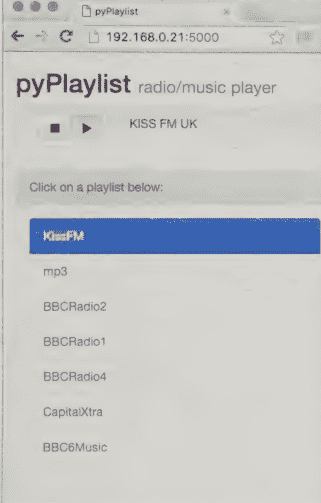 pyPlaylist
192.168.0.21:5000
pyPlaylist radio/music player
KISS FM UK
Click on a playlist below:
KissFM
mp3
BBCRadio2
BBCRadio1
BBCRadio4
CapitalXtra
BBC6Music